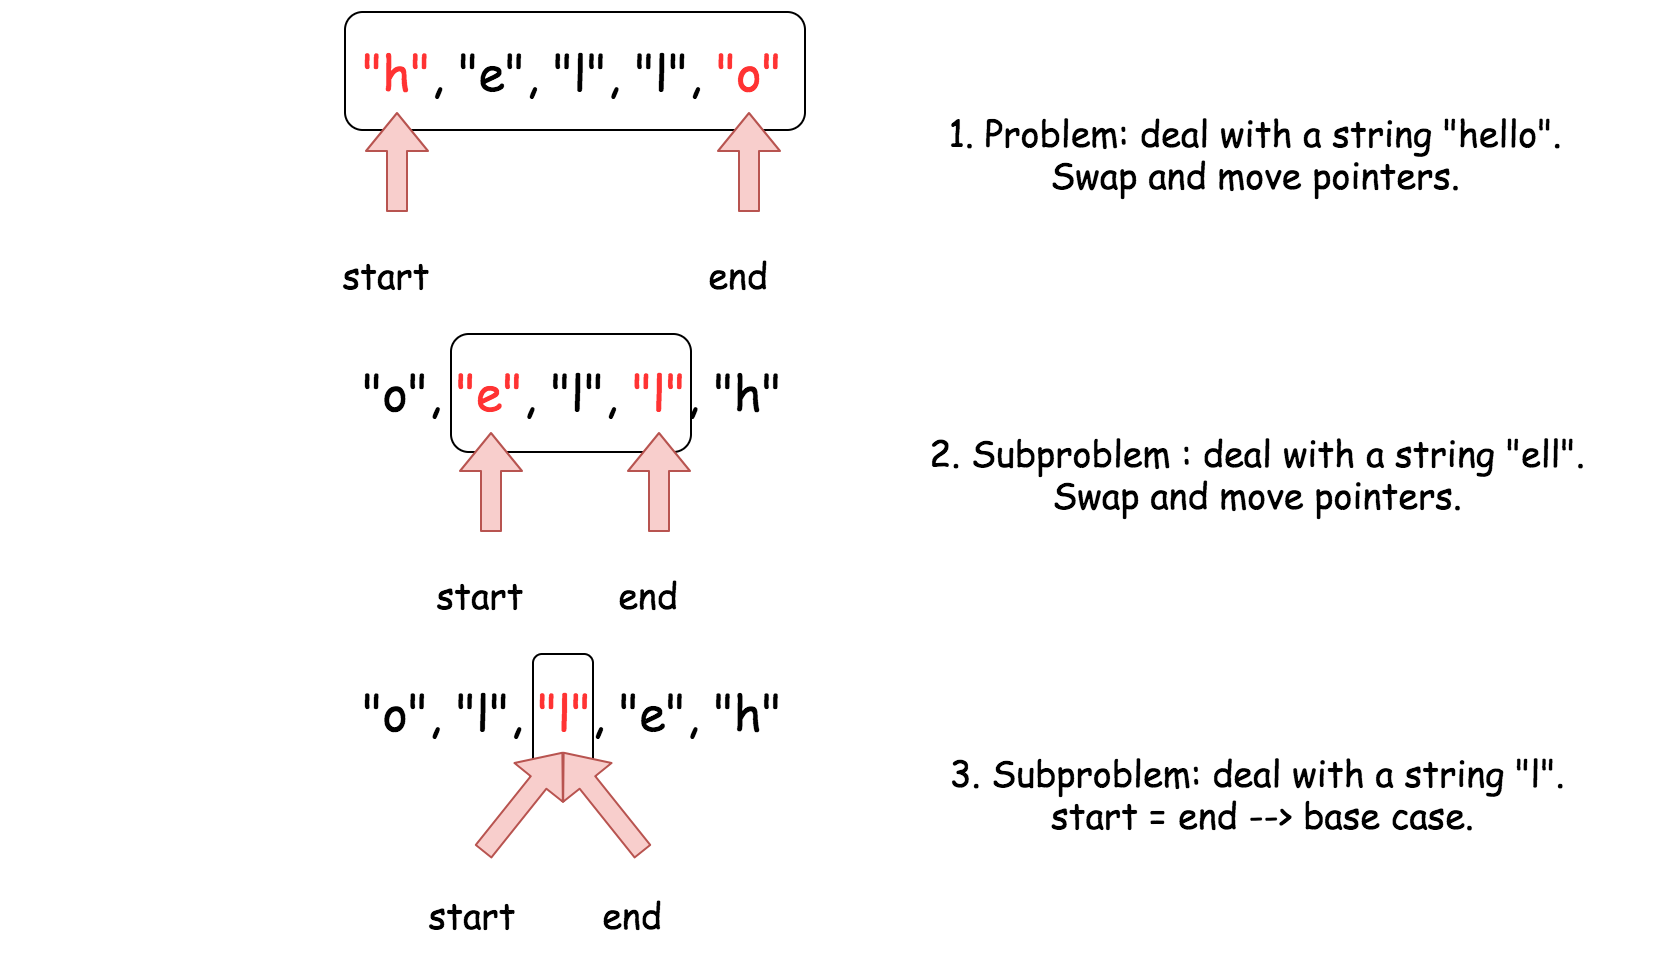 "h", "e", "l", "l", "o"
1. Problem: deal with a string "hello".
Swap and move pointers.
start end
"o", "e", "l", "l", "h"
2. Subproblem : deal with a string "ell".
Swap and move pointers.
start end
"o", "l", "l", "e", "h"
3. Subproblem: deal with a string "l".
start = end --> base case.
start end